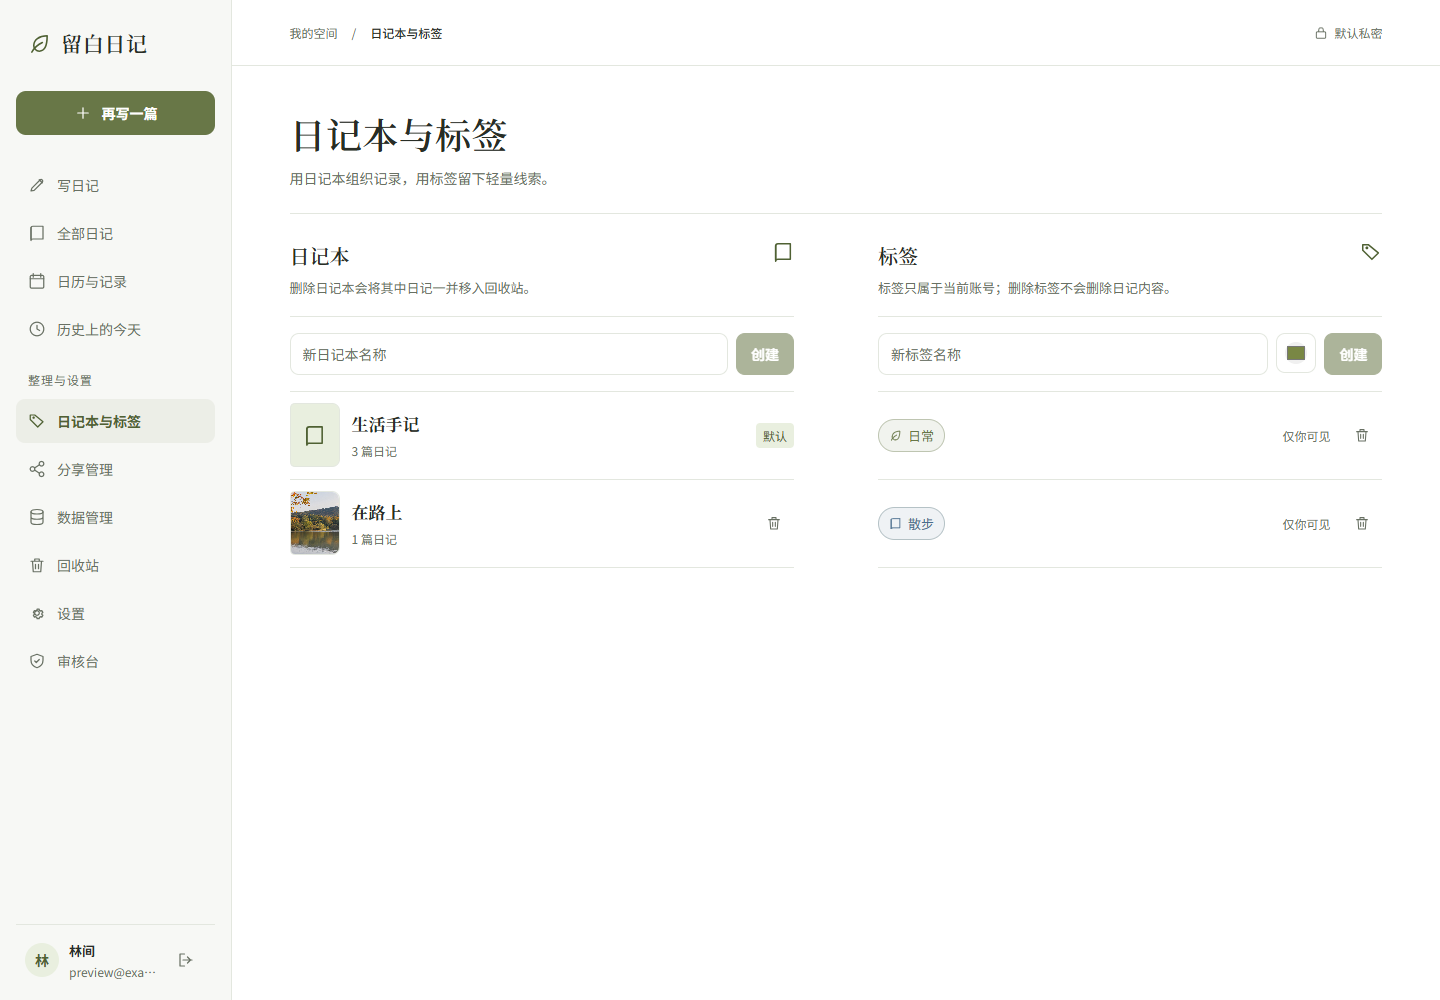 留白日记
再写一篇
写日记
全部日记
日历与记录
历史上的今天
整理与设置
日记本与标签
分享管理
数据管理
回收站
设置
审核台
林
林间
preview@exa···
我的空间 / 日记本与标签
默认私密
日记本与标签
用日记本组织记录，用标签留下轻量线索。
日记本
删除日记本会将其中日记一并移入回收站。
新日记本名称
创建
生活手记
3 篇日记
默认
在路上
1 篇日记
标签
标签只属于当前账号；删除标签不会删除日记内容。
新标签名称
创建
日常
仅你可见
散步
仅你可见